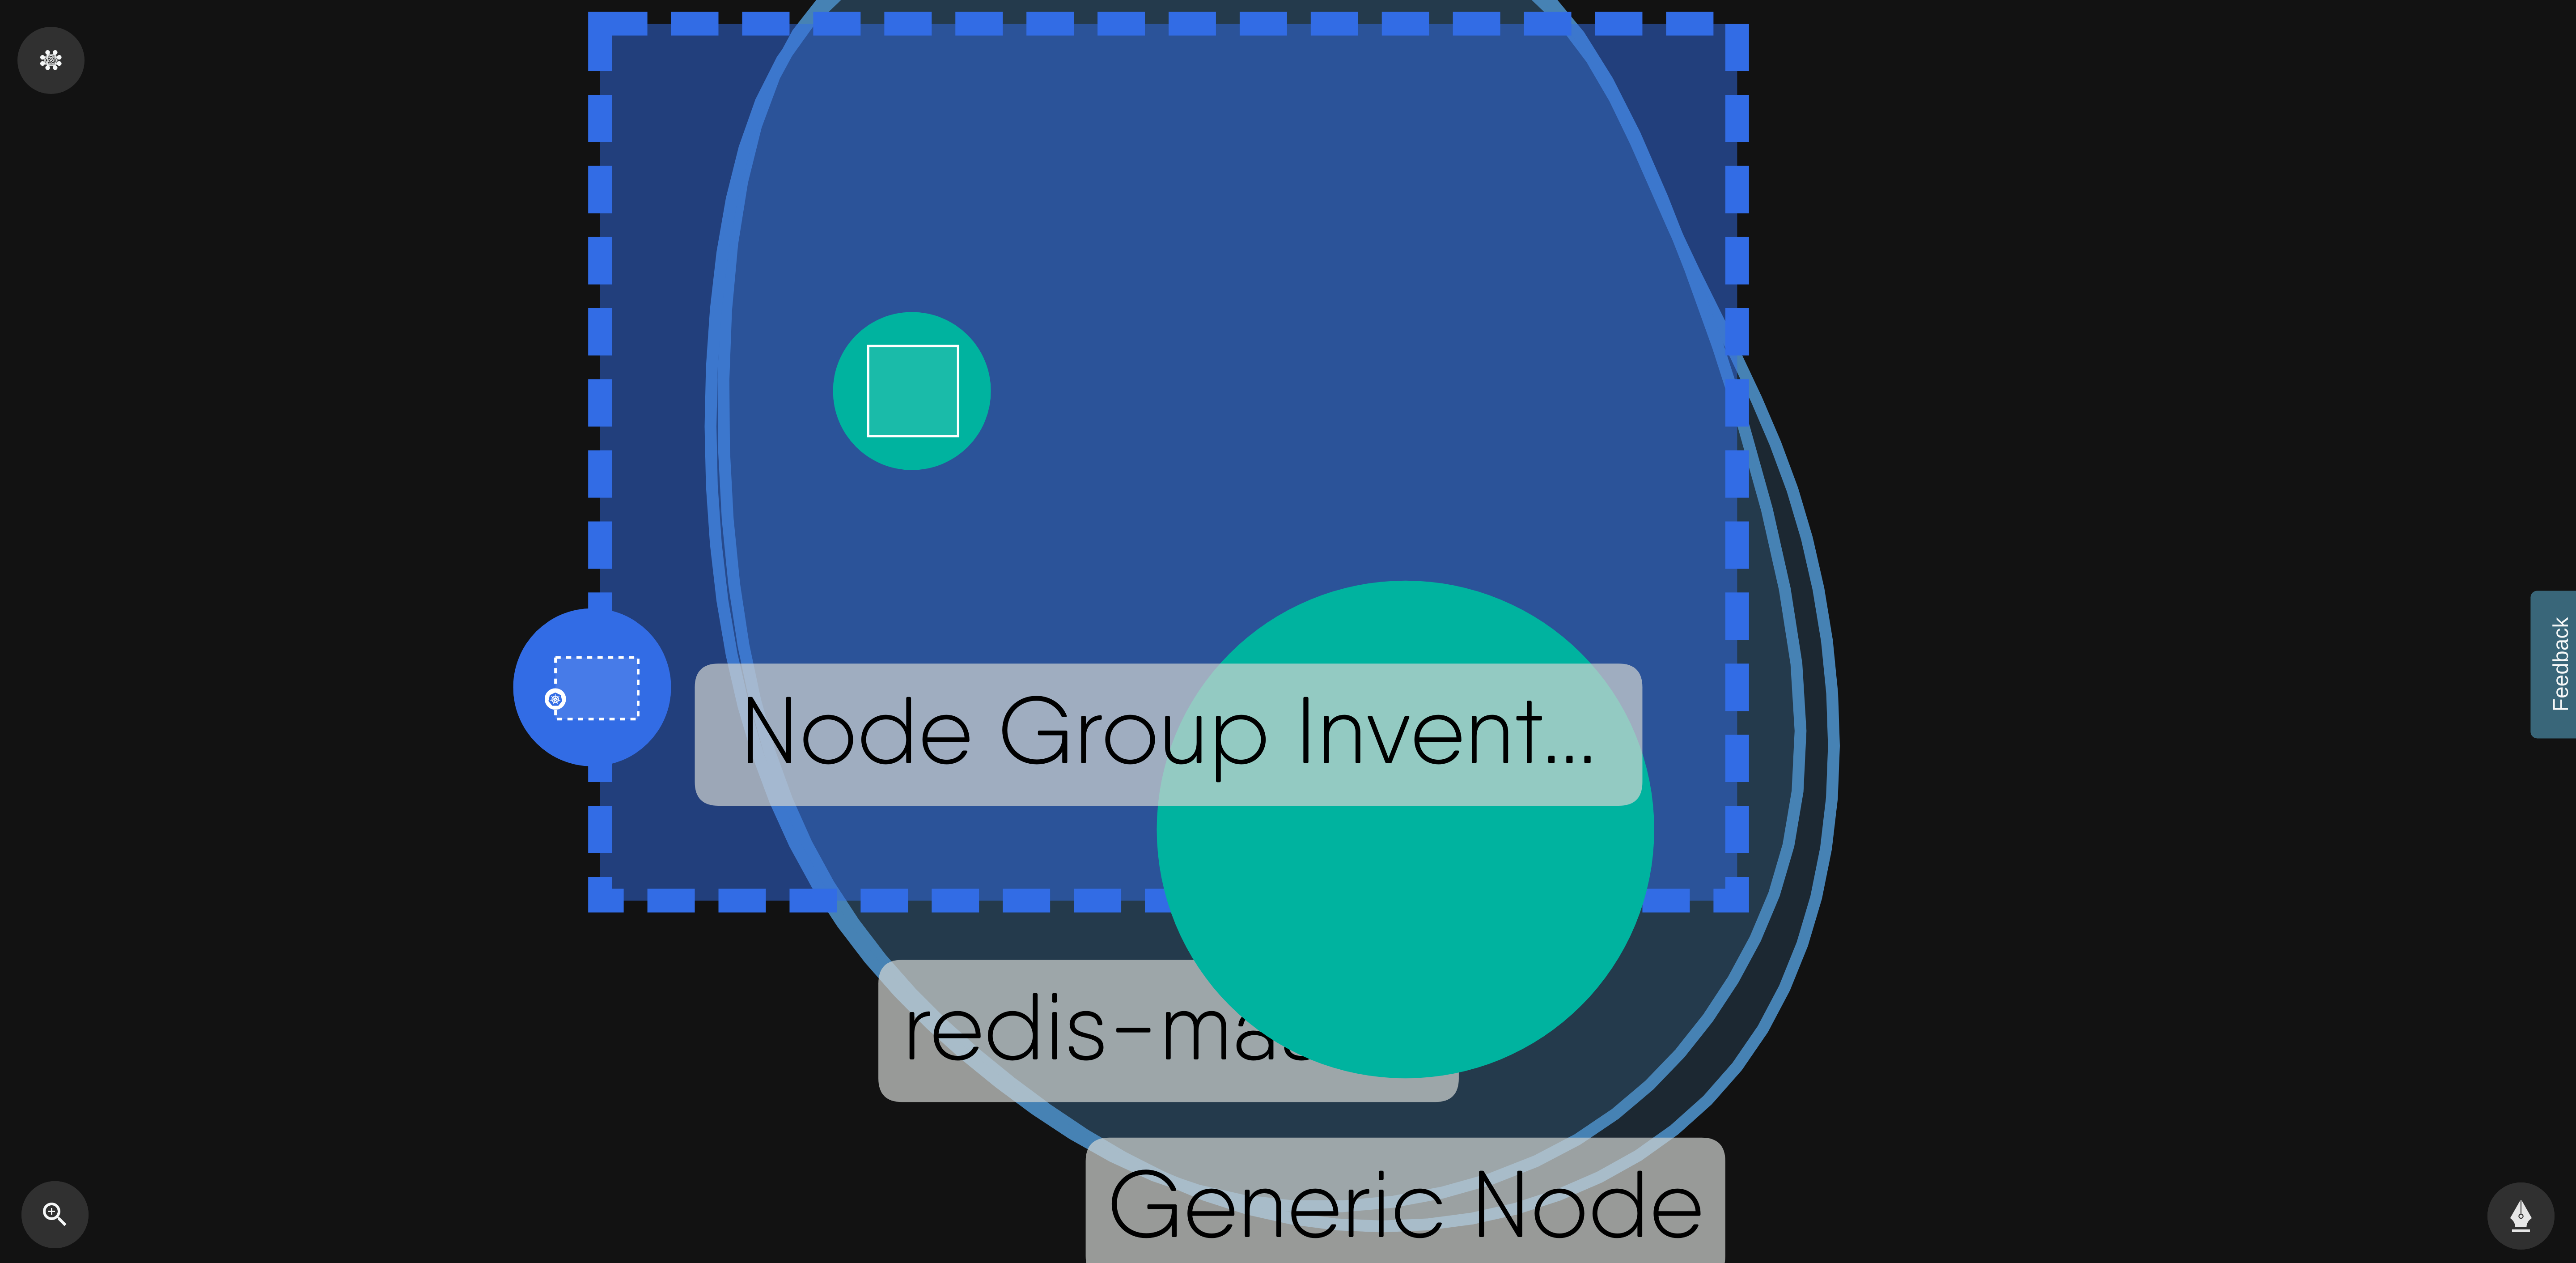 Node Group Invent...
Feedback
redis-ma
Generic Node